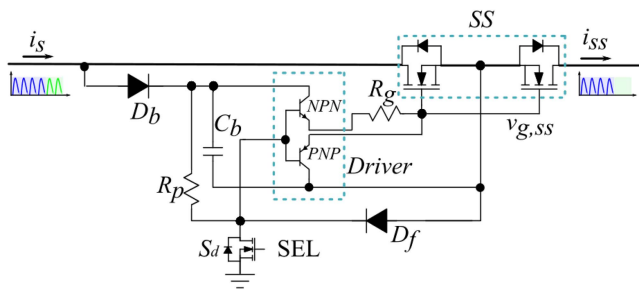 i_s
SS
i_ss
D_b
NPN
R_g
C_b
PNP
v_g,ss
Driver
R_p
D_f
S_d
SEL